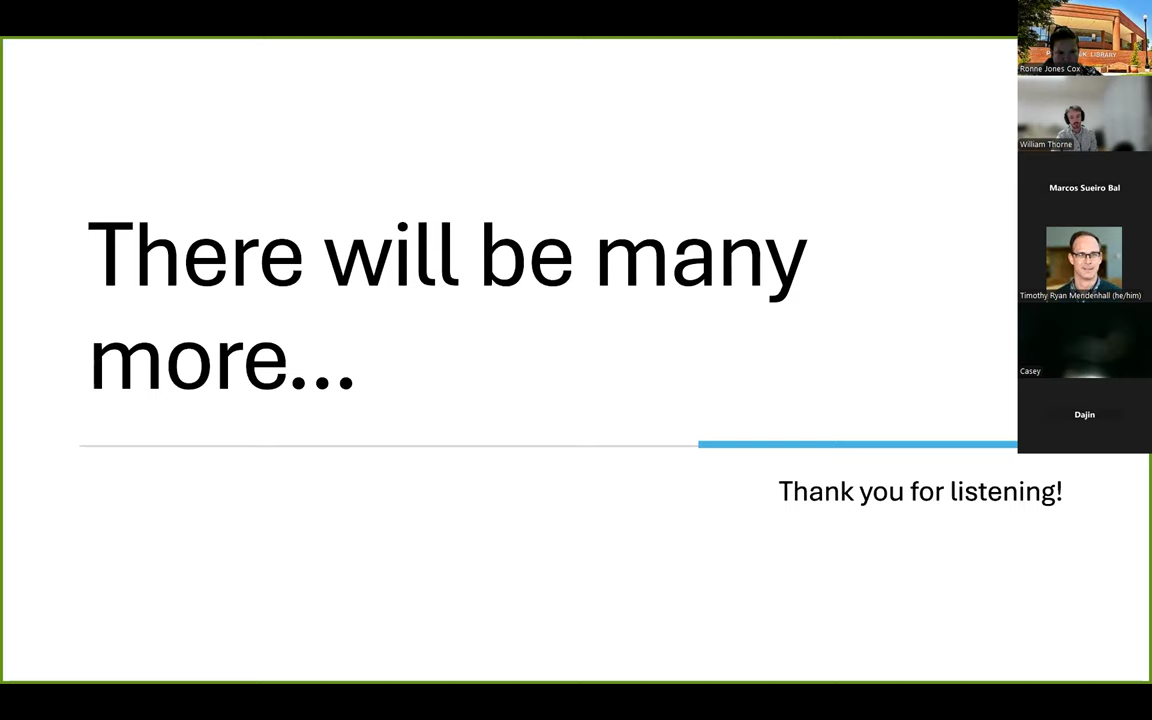 There will be many
more...
Thank you for listening!
LIBRARY
Ronne Jones Cox
William Thorne
Marcos Sueiro Bal
Timothy Ryan Mendenhall (he/him)
Casey
Dajin